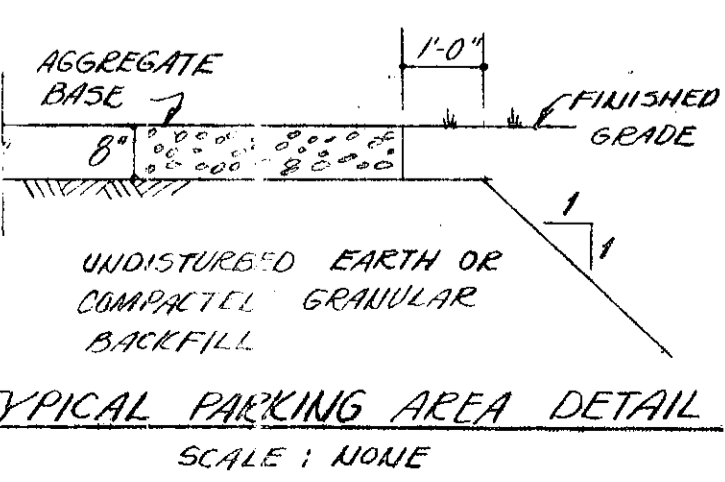 AGGREGATE
BASE
1'-0"
FINISHED
GRADE
8"
1
1
UNDISTURBED EARTH OR
COMPACTED GRANULAR
BACKFILL
TYPICAL PARKING AREA DETAIL
SCALE : NONE